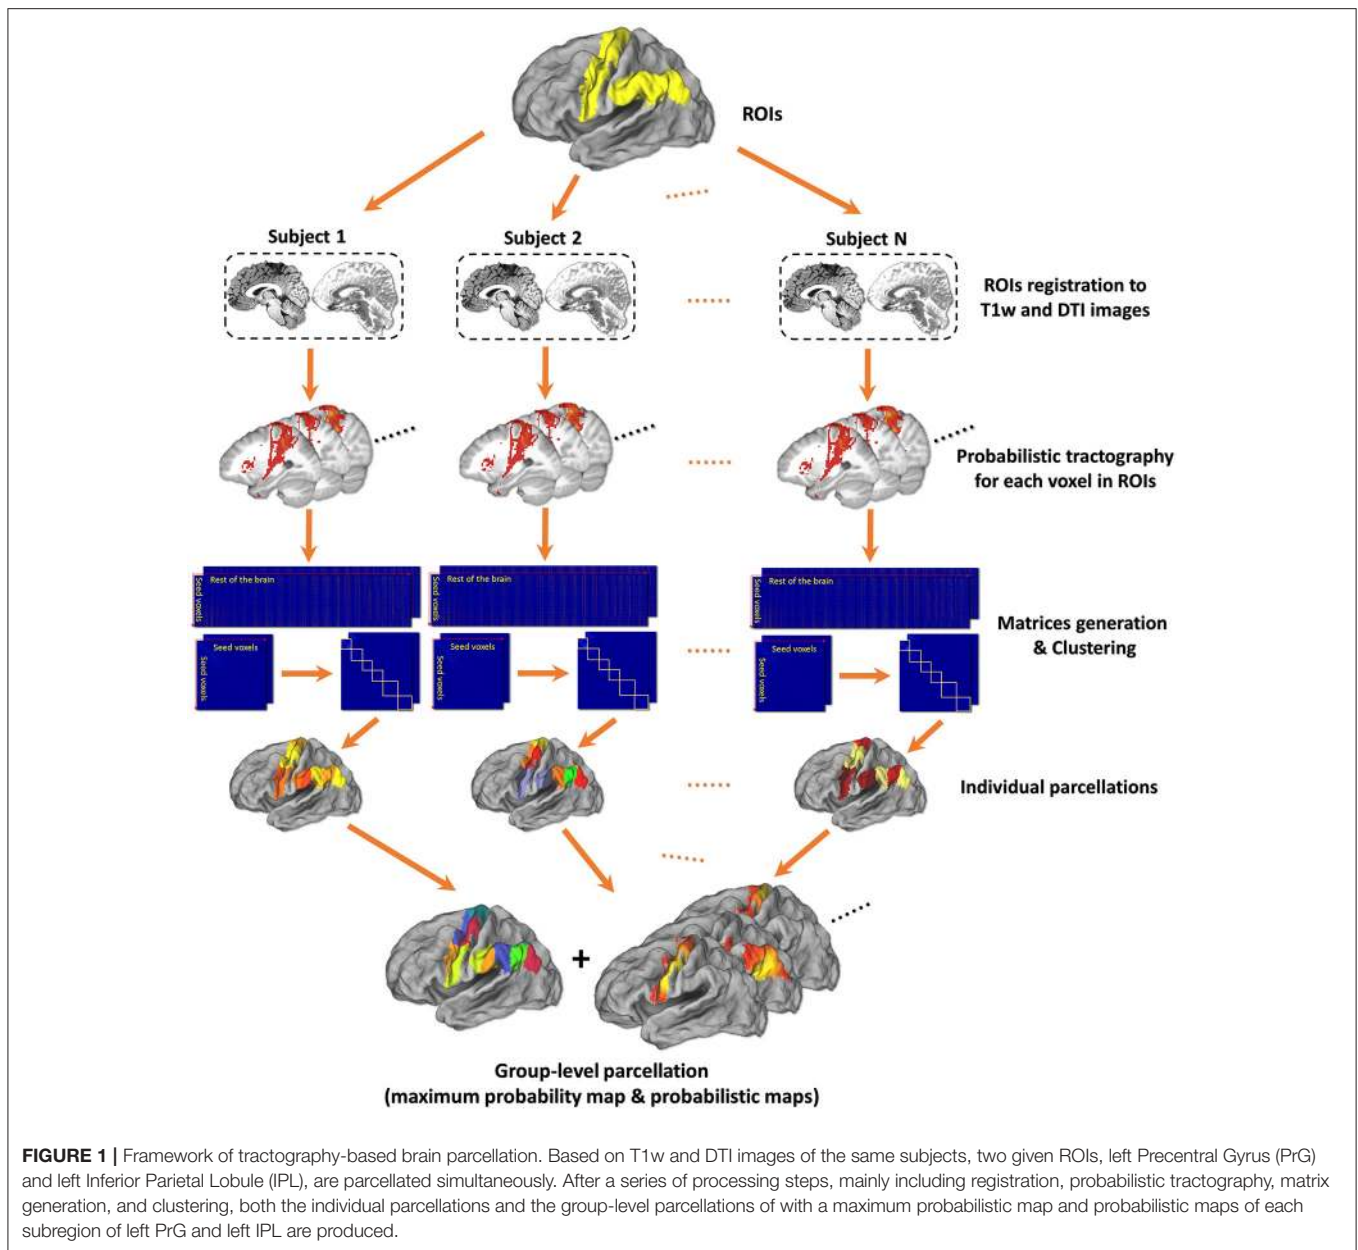 ROIs
Subject 1
Subject 2
Subject N
ROIs registration to
T1w and DTI images
Probabilistic tractography
for each voxel in ROIs
Rest of the brain
Seed voxels
Rest of the brain
Seed voxels
Rest of the brain
Seed voxels
Matrices generation
& Clustering
Seed voxels
Seed voxels
Seed voxels
Seed voxels
Seed voxels
Seed voxels
Individual parcellations
+
Group-level parcellation
(maximum probability map & probabilistic maps)
FIGURE 1 | Framework of tractography-based brain parcellation. Based on T1w and DTI images of the same subjects, two given ROIs, left Precentral Gyrus (PrG)
and left Inferior Parietal Lobule (IPL), are parcellated simultaneously. After a series of processing steps, mainly including registration, probabilistic tractography, matrix
generation, and clustering, both the individual parcellations and the group-level parcellations of with a maximum probabilistic map and probabilistic maps of each
subregion of left PrG and left IPL are produced.